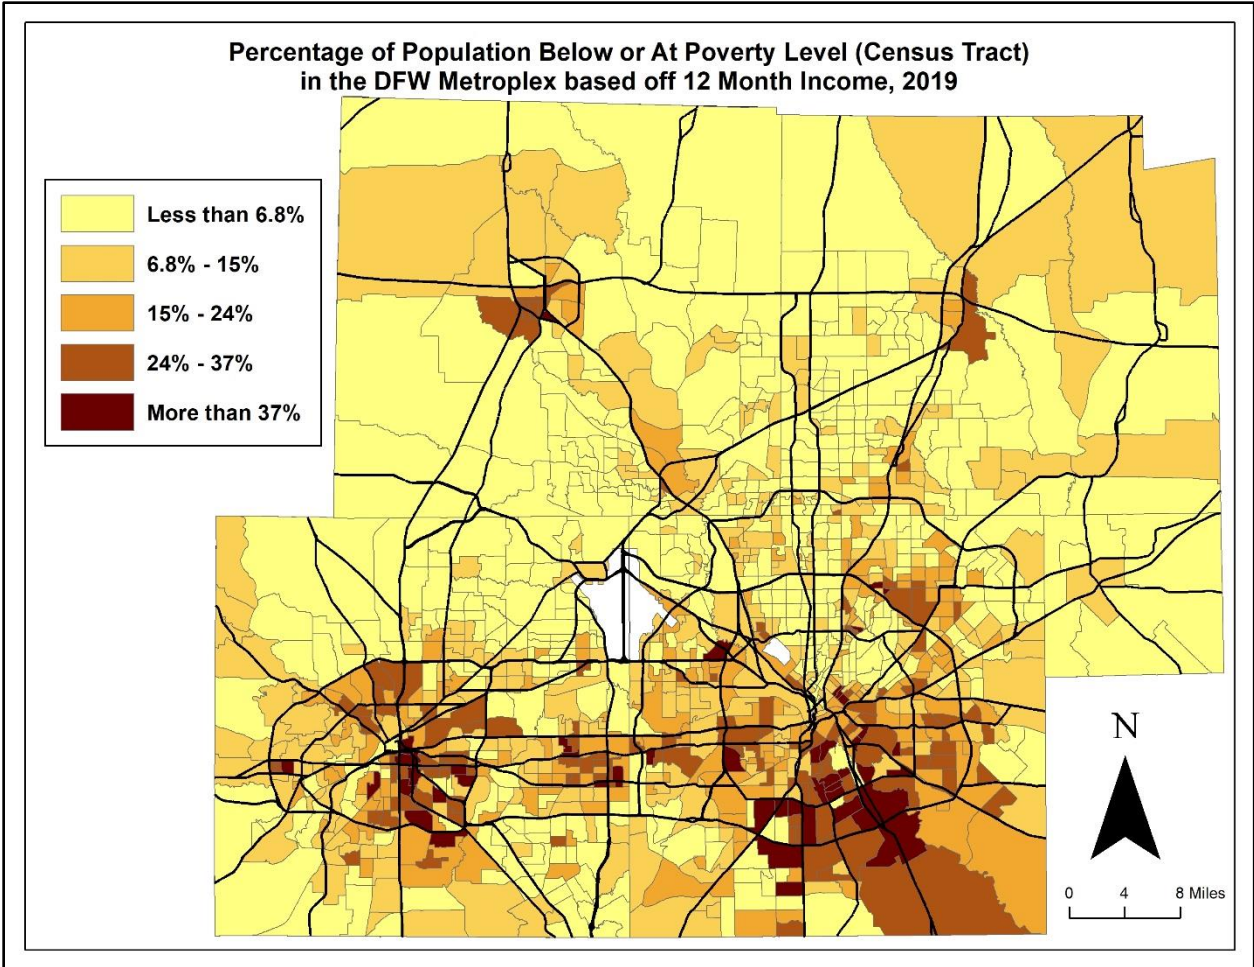 Percentage of Population Below or At Poverty Level (Census Tract)
in the DFW Metroplex based off 12 Month Income, 2019
Less than 6.8%
6.8% - 15%
15% - 24%
24% - 37%
More than 37%
N
0 4 8 Miles